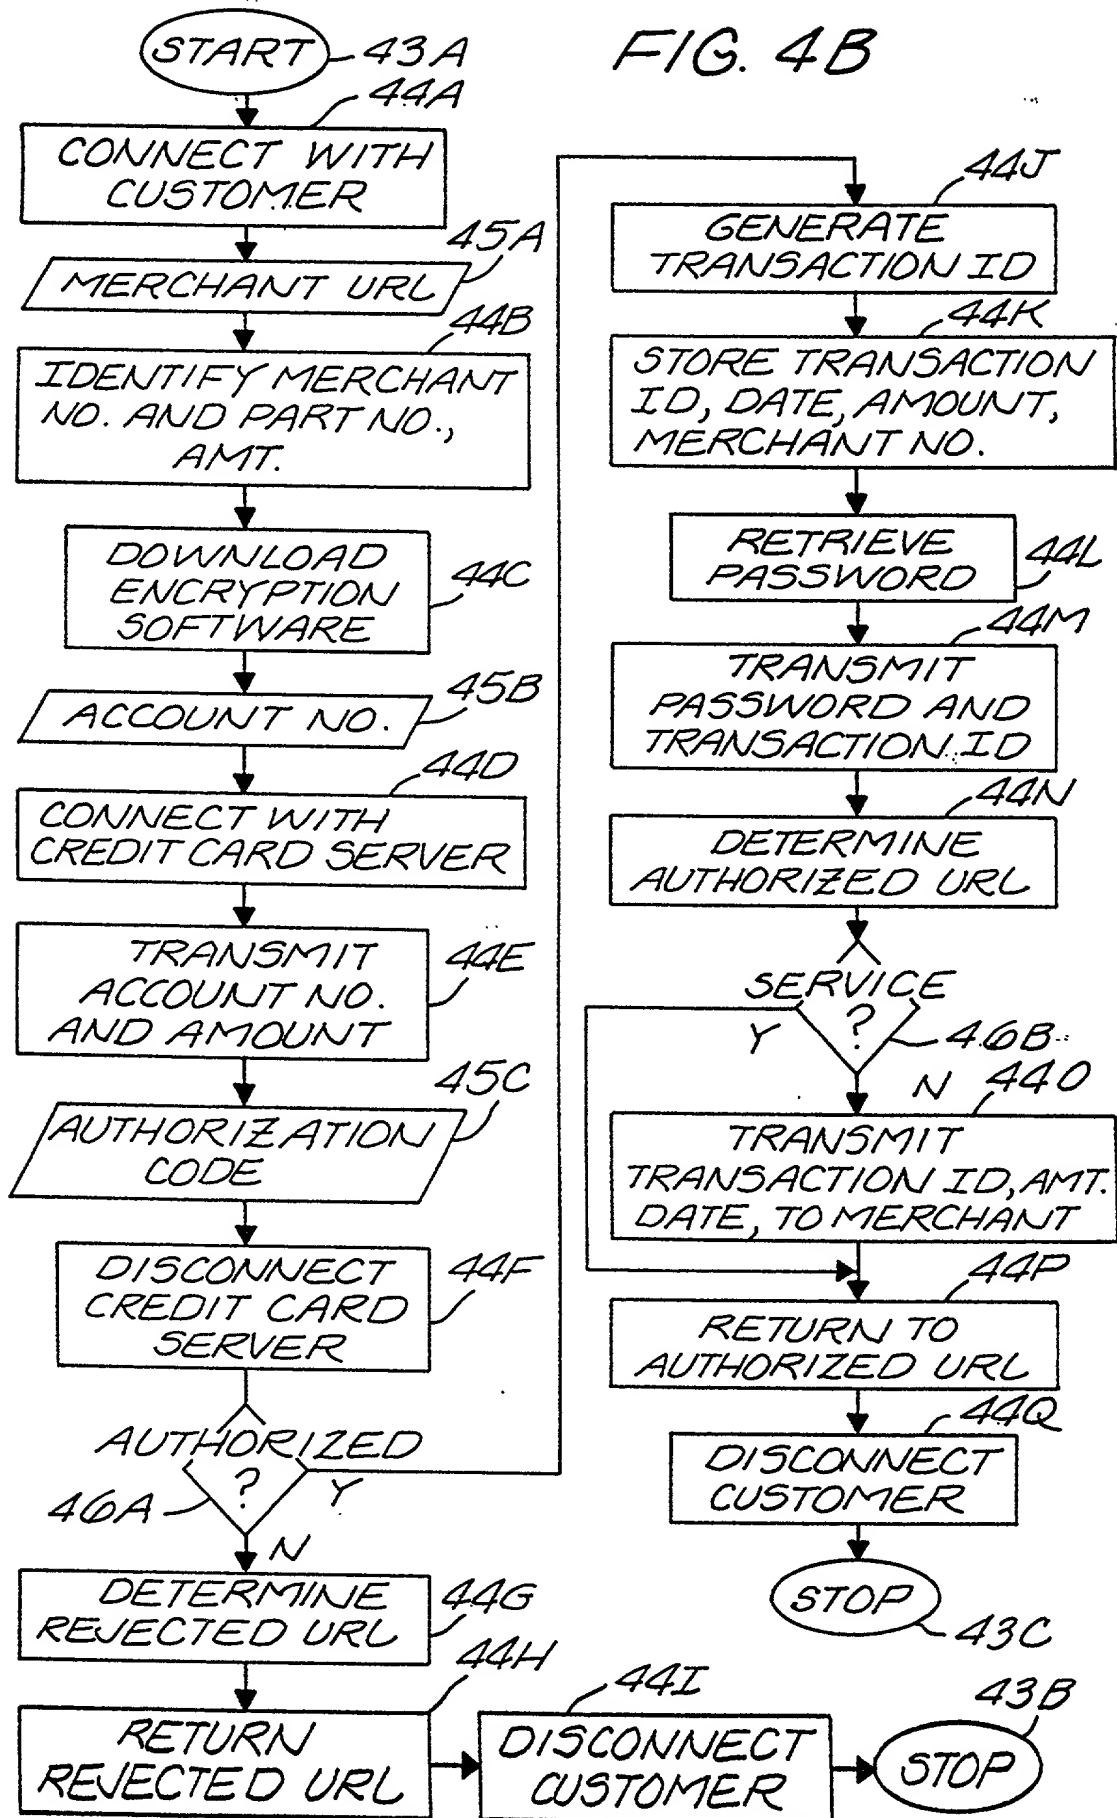 FIG. 4B
START
43A
44A
CONNECT WITH
CUSTOMER
45A
MERCHANT URL
44B
IDENTIFY MERCHANT
NO. AND PART NO.,
AMT.
DOWNLOAD
ENCRYPTION
SOFTWARE
44C
45B
ACCOUNT NO.
44D
CONNECT WITH
CREDIT CARD SERVER
TRANSMIT
ACCOUNT NO.
AND AMOUNT
44E
45C
AUTHORIZATION
CODE
DISCONNECT
CREDIT CARD
SERVER
44F
AUTHORIZED
?
Y
46A
N
DETERMINE
REJECTED URL
44G
44H
RETURN
REJECTED URL
44I
DISCONNECT
CUSTOMER
43B
STOP
44J
GENERATE
TRANSACTION ID
44K
STORE TRANSACTION
ID, DATE, AMOUNT,
MERCHANT NO.
RETRIEVE
PASSWORD
44L
44M
TRANSMIT
PASSWORD AND
TRANSACTION ID
44N
DETERMINE
AUTHORIZED URL
SERVICE
?
Y
46B
N
44O
TRANSMIT
TRANSACTION ID, AMT.
DATE, TO MERCHANT
44P
RETURN TO
AUTHORIZED URL
44Q
DISCONNECT
CUSTOMER
STOP
43C